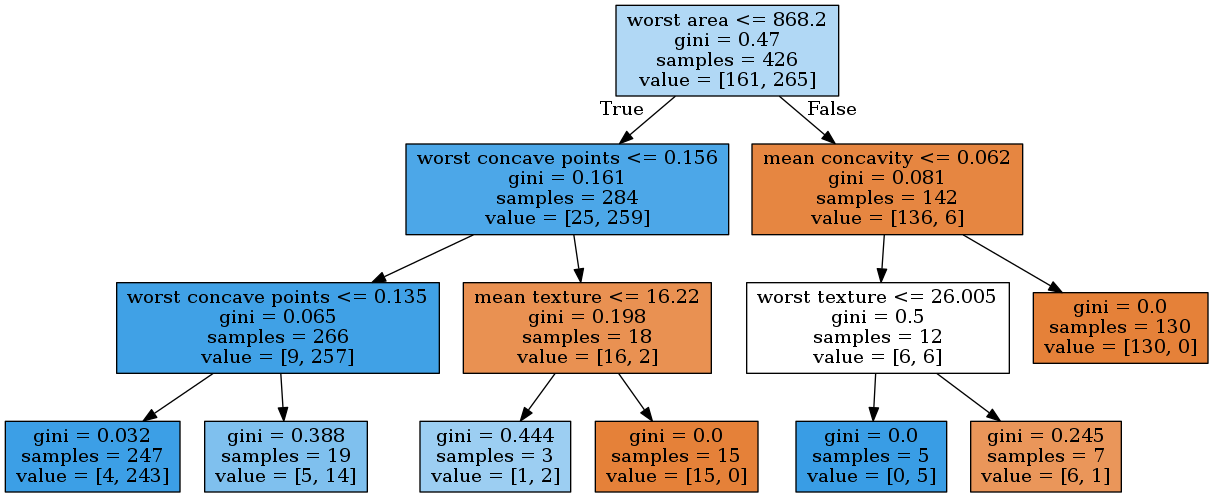 worst area <= 868.2
gini = 0.47
samples = 426
value = [161, 265]
True
False
worst concave points <= 0.156
gini = 0.161
samples = 284
value = [25, 259]
mean concavity <= 0.062
gini = 0.081
samples = 142
value = [136, 6]
worst concave points <= 0.135
gini = 0.065
samples = 266
value = [9, 257]
mean texture <= 16.22
gini = 0.198
samples = 18
value = [16, 2]
worst texture <= 26.005
gini = 0.5
samples = 12
value = [6, 6]
gini = 0.0
samples = 130
value = [130, 0]
gini = 0.032
samples = 247
value = [4, 243]
gini = 0.388
samples = 19
value = [5, 14]
gini = 0.444
samples = 3
value = [1, 2]
gini = 0.0
samples = 15
value = [15, 0]
gini = 0.0
samples = 5
value = [0, 5]
gini = 0.245
samples = 7
value = [6, 1]